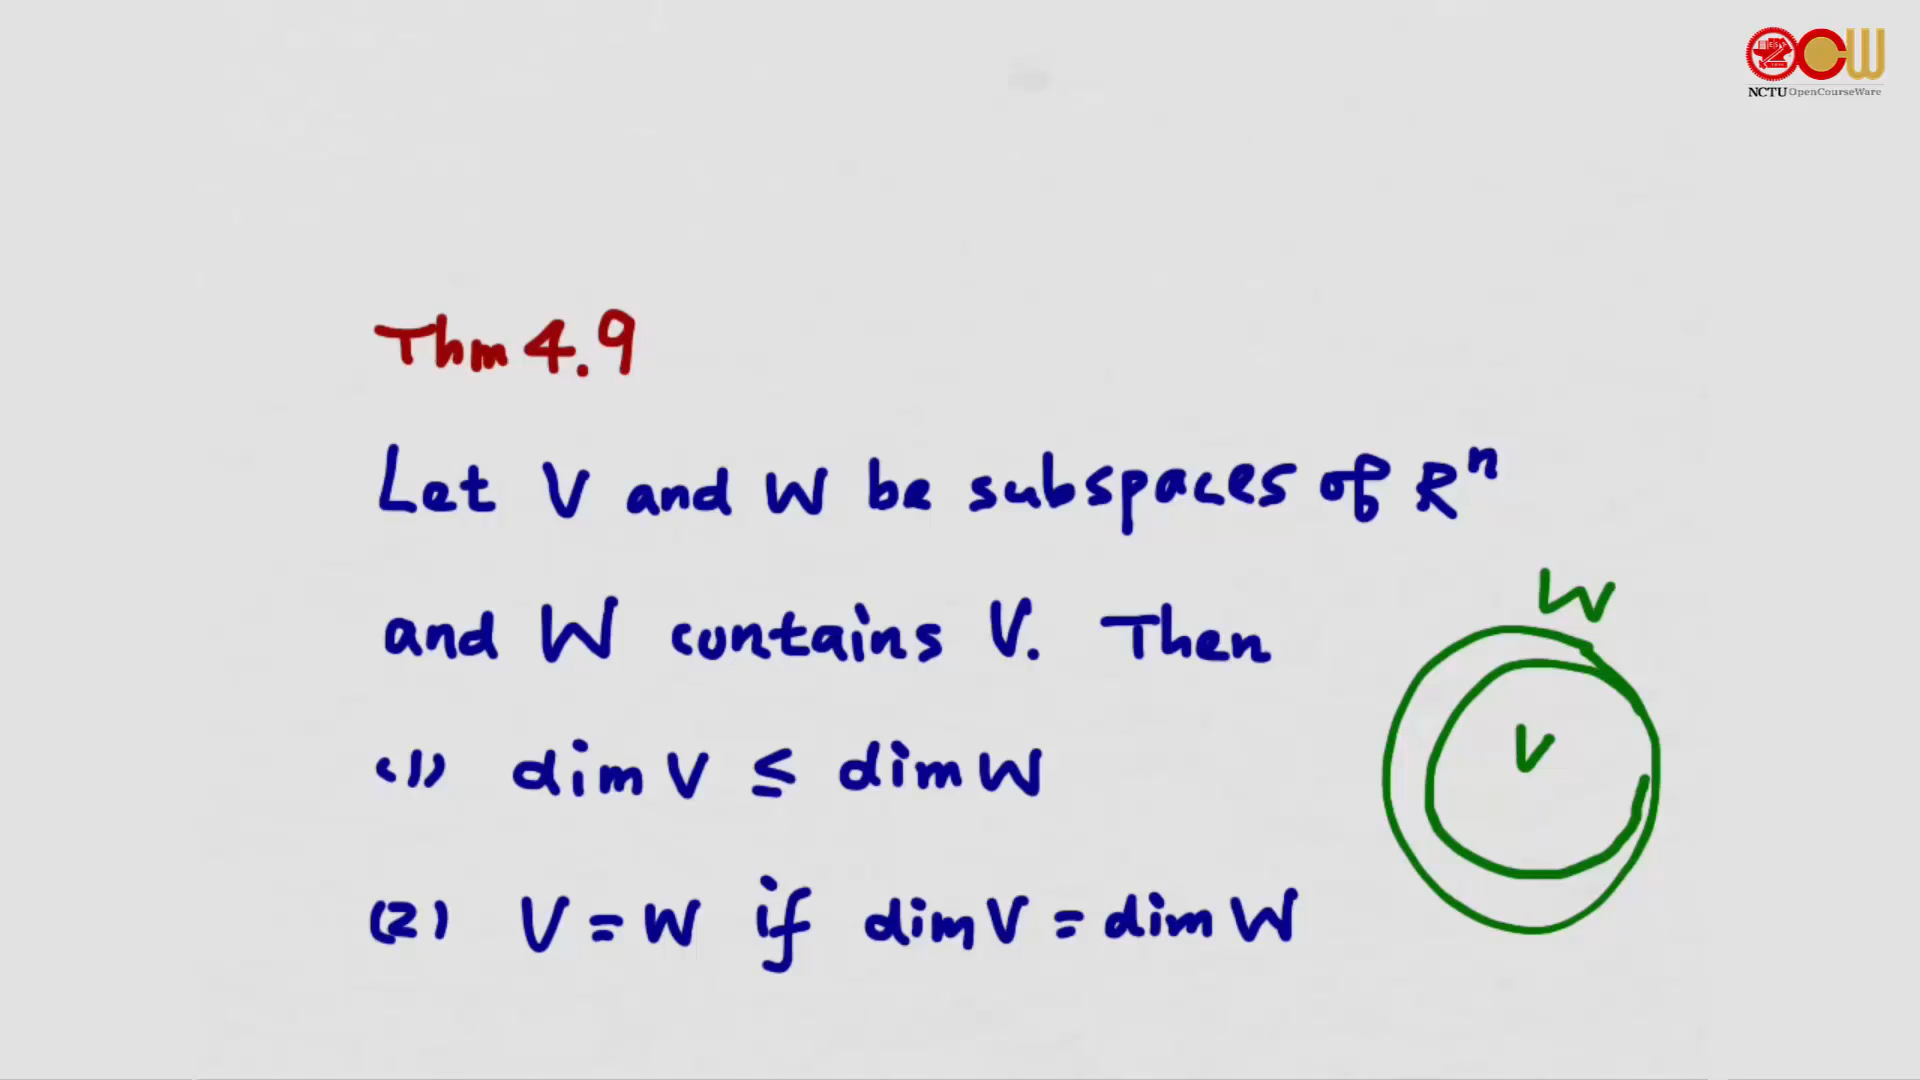 NCTU OpenCourseWare
Thm 4.9
Let V and W be subspaces of Rⁿ
and W contains V. Then
(1) dim V ≤ dim W
(2) V = W if dim V = dim W
W
V